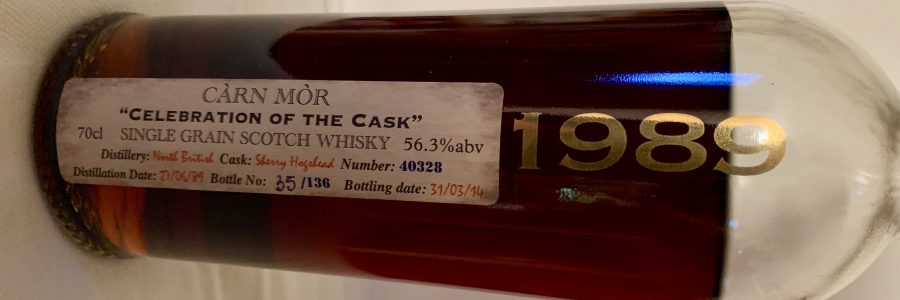 CÀRN MÒR
"CELEBRATION OF THE CASK"
70cl SINGLE GRAIN SCOTCH WHISKY 56.3%abv
Distillery: North British Cask: Sherry Hogshead Number: 40328
Distillation Date: 21/06/89 Bottle No: 35/136 Bottling date: 31/03/14
1989